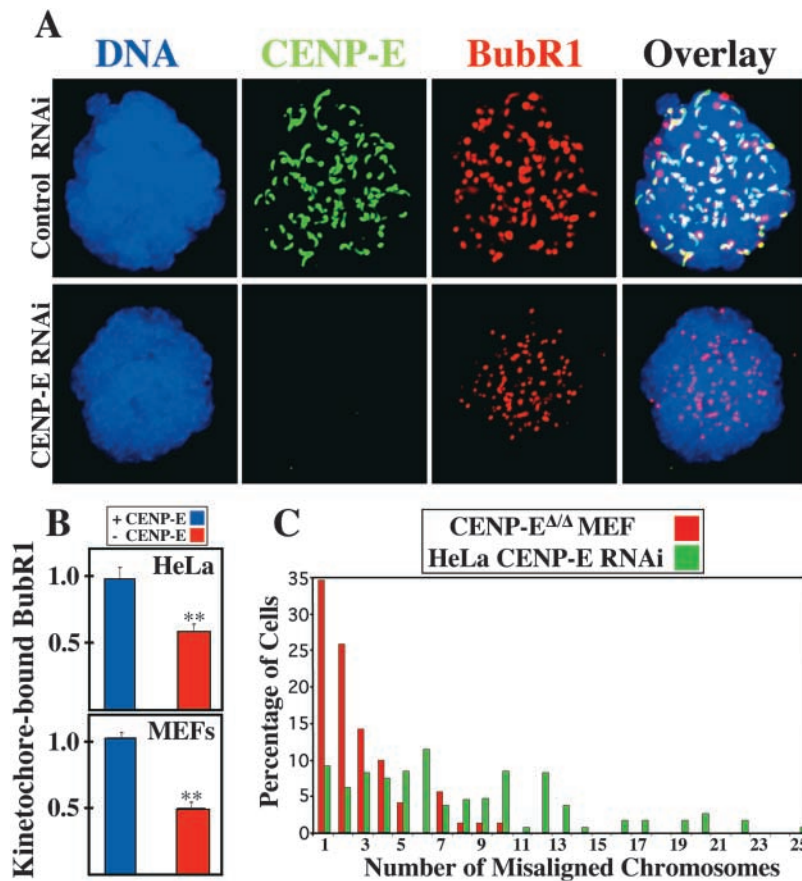 A
DNA CENP-E BubR1 Overlay
Control RNAi
CENP-E RNAi
B
+ CENP-E
- CENP-E
Kinetochore-bound BubR1
HeLa
1.0
0.5
**
MEFs
1.0
0.5
**
C
CENP-EΔ/Δ MEF
HeLa CENP-E RNAi
Percentage of Cells
35
30
25
20
15
10
5
0
1 3 5 7 9 11 13 15 17 19 21 23 25
Number of Misaligned Chromosomes